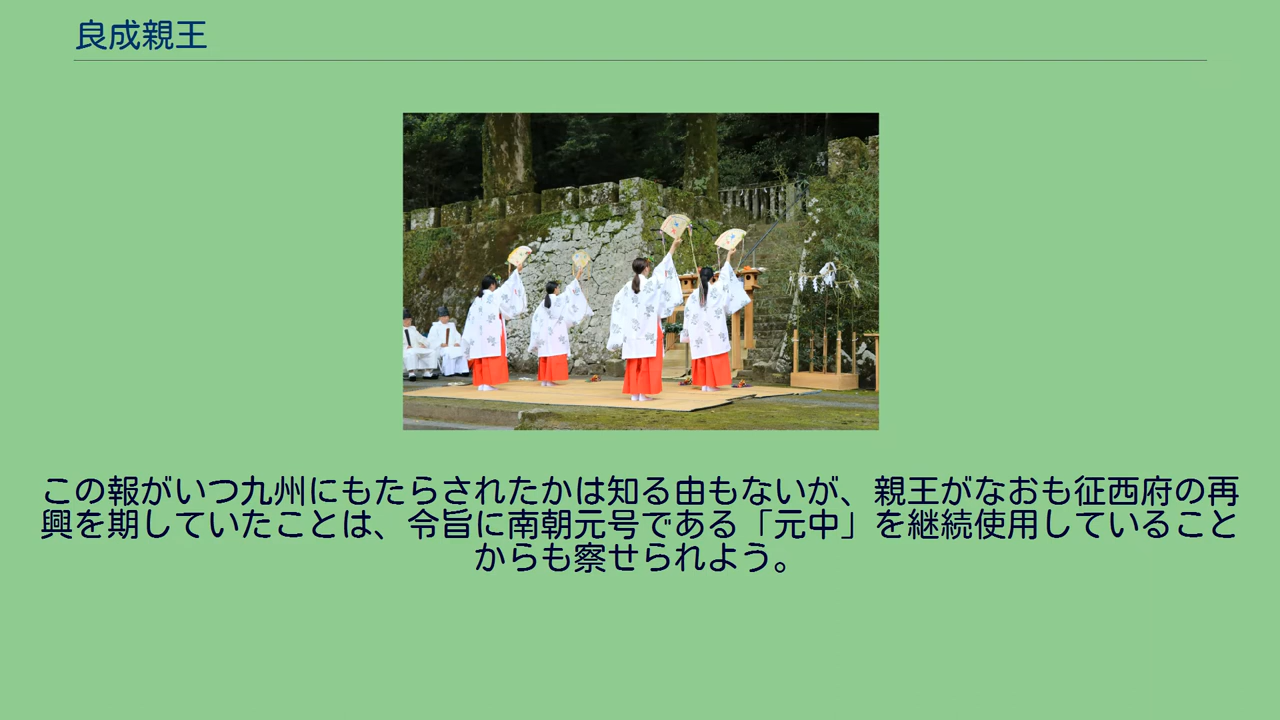 良成親王
この報がいつ九州にもたらされたかは知る由もないが、親王がなおも征西府の再
興を期していたことは、令旨に南朝元号である「元中」を継続使用していること
からも察せられよう。